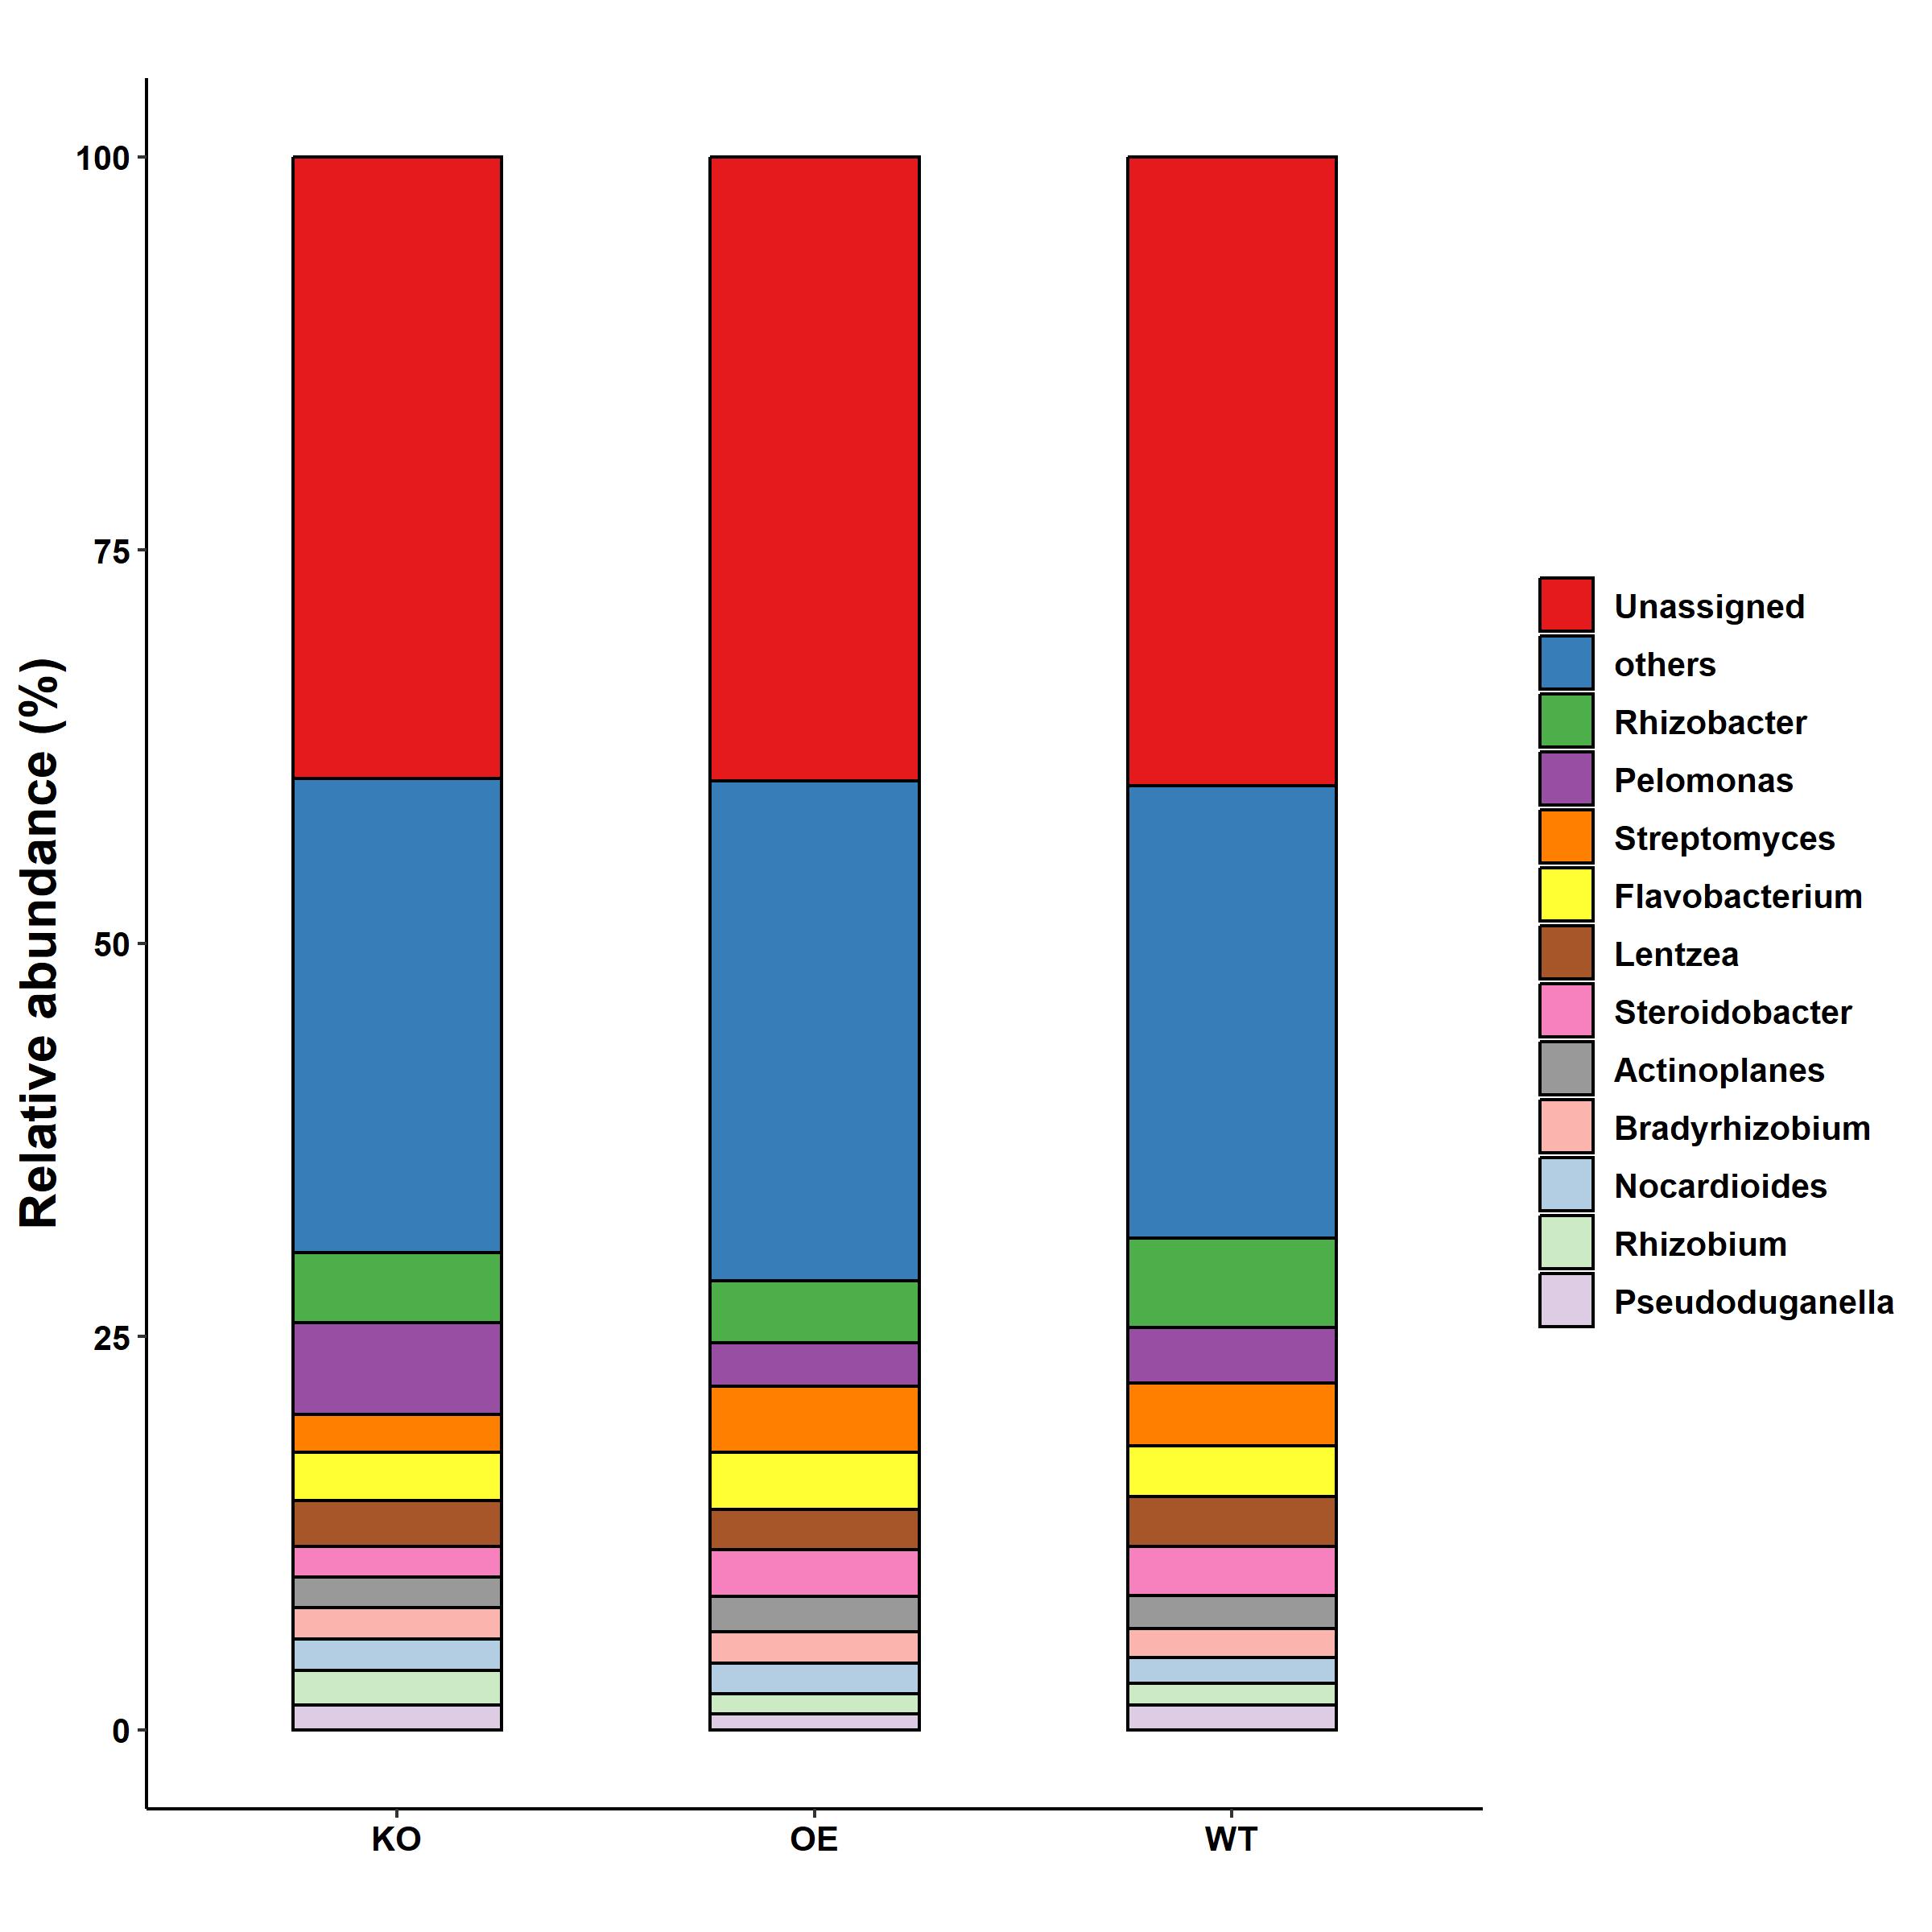 Relative abundance (%)
100
75
50
25
0
KO
OE
WT
Unassigned
others
Rhizobacter
Pelomonas
Streptomyces
Flavobacterium
Lentzea
Steroidobacter
Actinoplanes
Bradyrhizobium
Nocardioides
Rhizobium
Pseudoduganella